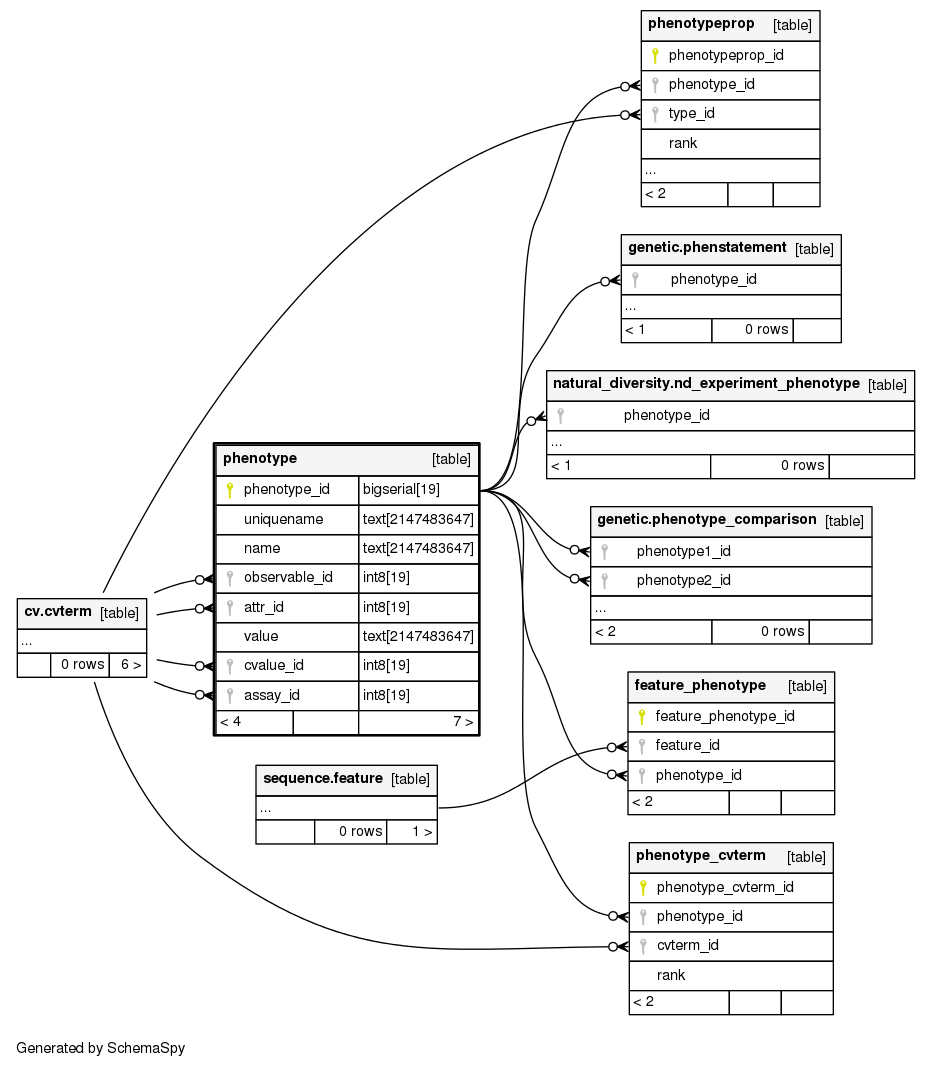 phenotypeprop [table]
phenotypeprop_id
phenotype_id
type_id
rank
...
< 2
genetic.phenstatement [table]
phenotype_id
...
< 1 0 rows
natural_diversity.nd_experiment_phenotype [table]
phenotype_id
...
< 1 0 rows
phenotype [table]
phenotype_id bigserial[19]
uniquename text[2147483647]
name text[2147483647]
observable_id int8[19]
attr_id int8[19]
value text[2147483647]
cvalue_id int8[19]
assay_id int8[19]
< 4 7 >
genetic.phenotype_comparison [table]
phenotype1_id
phenotype2_id
...
< 2 0 rows
cv.cvterm [table]
...
0 rows 6 >
feature_phenotype [table]
feature_phenotype_id
feature_id
phenotype_id
< 2
sequence.feature [table]
...
0 rows 1 >
phenotype_cvterm [table]
phenotype_cvterm_id
phenotype_id
cvterm_id
rank
< 2
Generated by SchemaSpy